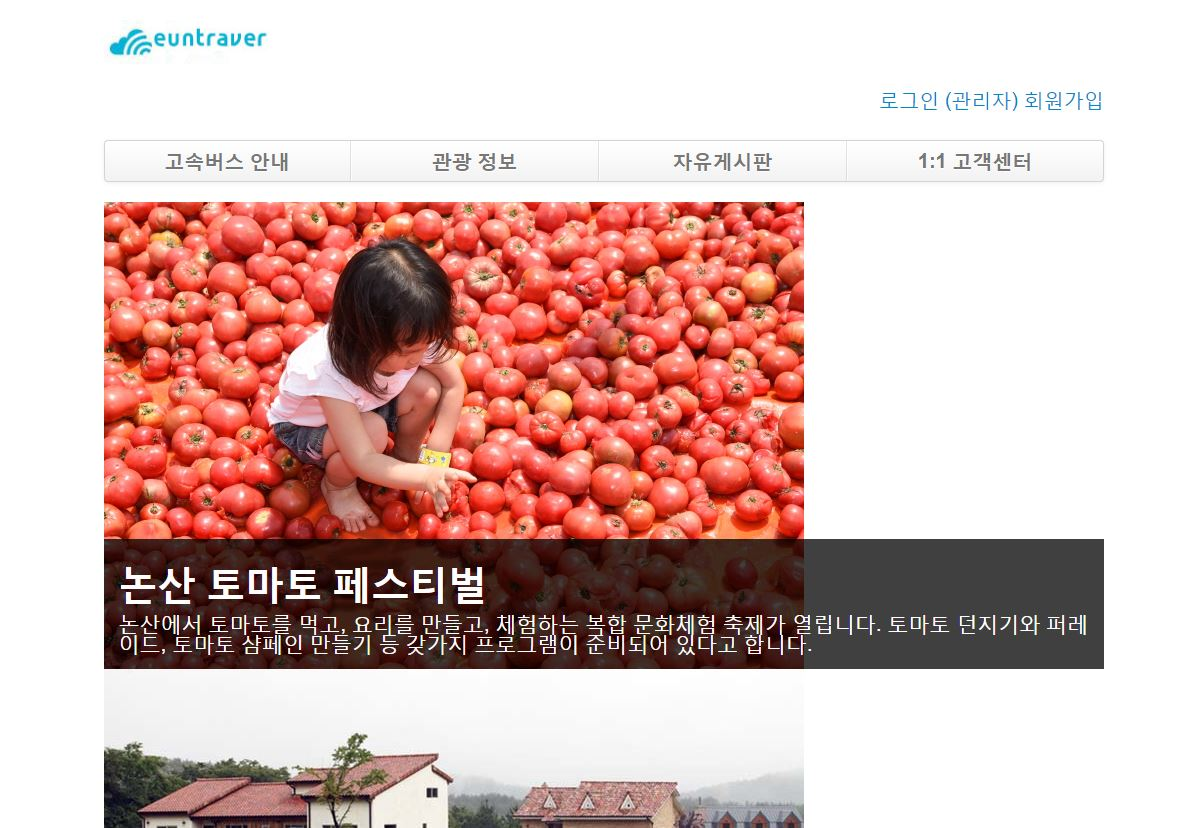 euntraver
로그인 (관리자) 회원가입
고속버스 안내 관광 정보 자유게시판 1:1 고객센터
논산 토마토 페스티벌
논산에서 토마토를 먹고, 요리를 만들고, 체험하는 복합 문화체험 축제가 열립니다. 토마토 던지기와 퍼레
이드, 토마토 샴페인 만들기 등 갖가지 프로그램이 준비되어 있다고 합니다.